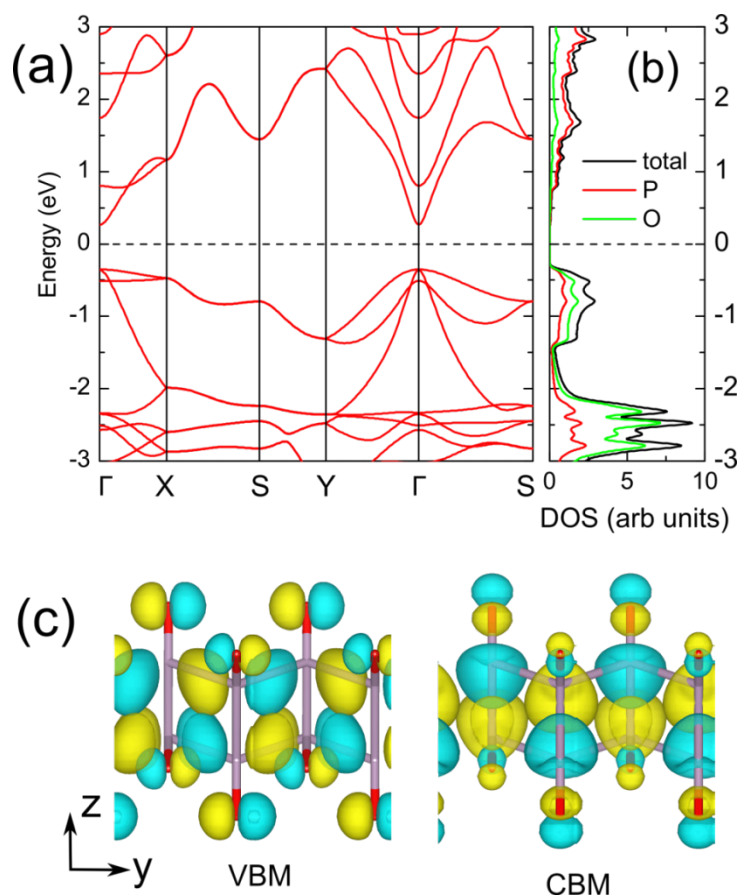 (a)
(b)
Energy (eV)
3
2
1
0
-1
-2
-3
Γ X S Y Γ S
total
P
O
3
2
1
0
-1
-2
-3
0 5 10
DOS (arb units)
(c)
z
y
VBM
CBM